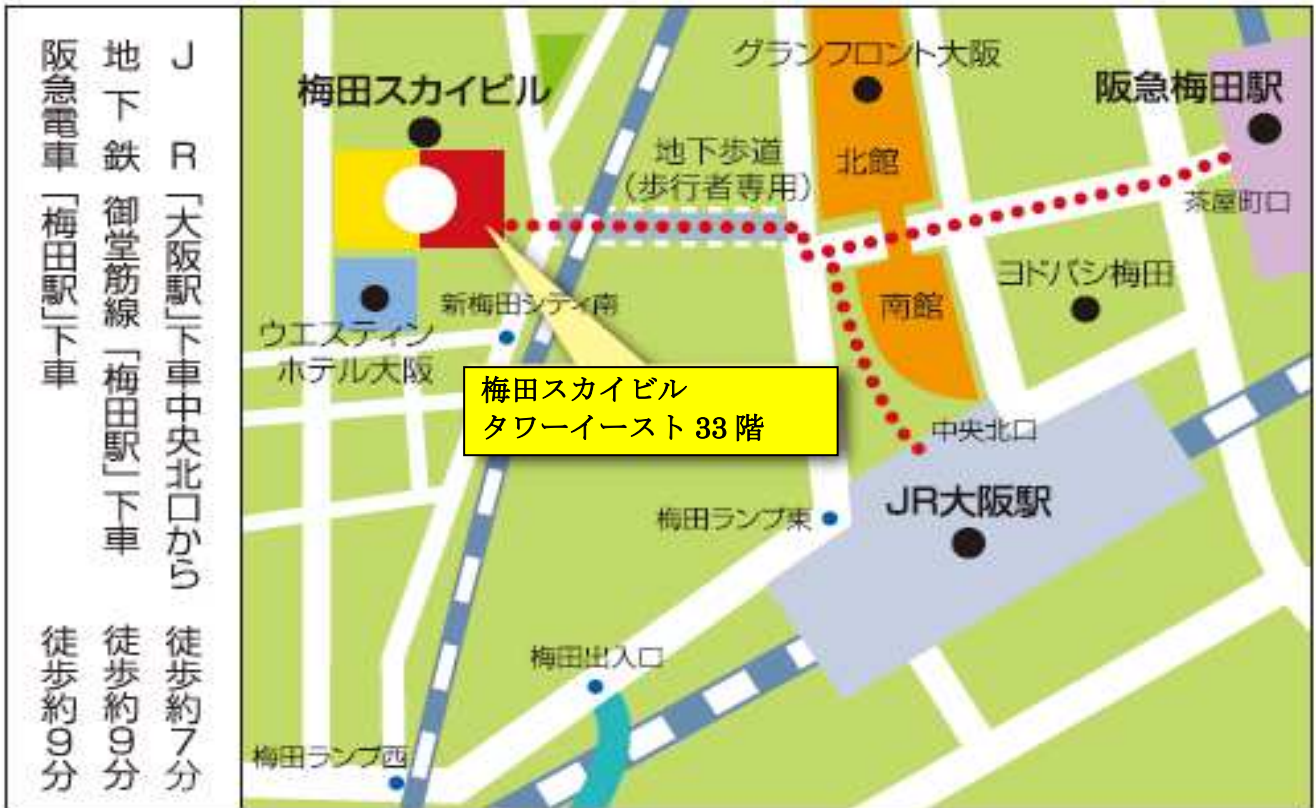 JR「大阪駅」下車中央北口から 徒歩約7分
地下鉄 御堂筋線「梅田駅」下車 徒歩約9分
阪急電車「梅田駅」下車 徒歩約9分
グランフロント大阪
梅田スカイビル
阪急梅田駅
地下歩道
(歩行者専用)
北館
茶屋町口
ヨドバシ梅田
新梅田シティ南
南館
ウエスティン
ホテル大阪
梅田スカイビル
タワーイースト 33 階
中央北口
JR大阪駅
梅田ランプ東
梅田出入口
梅田ランプ西